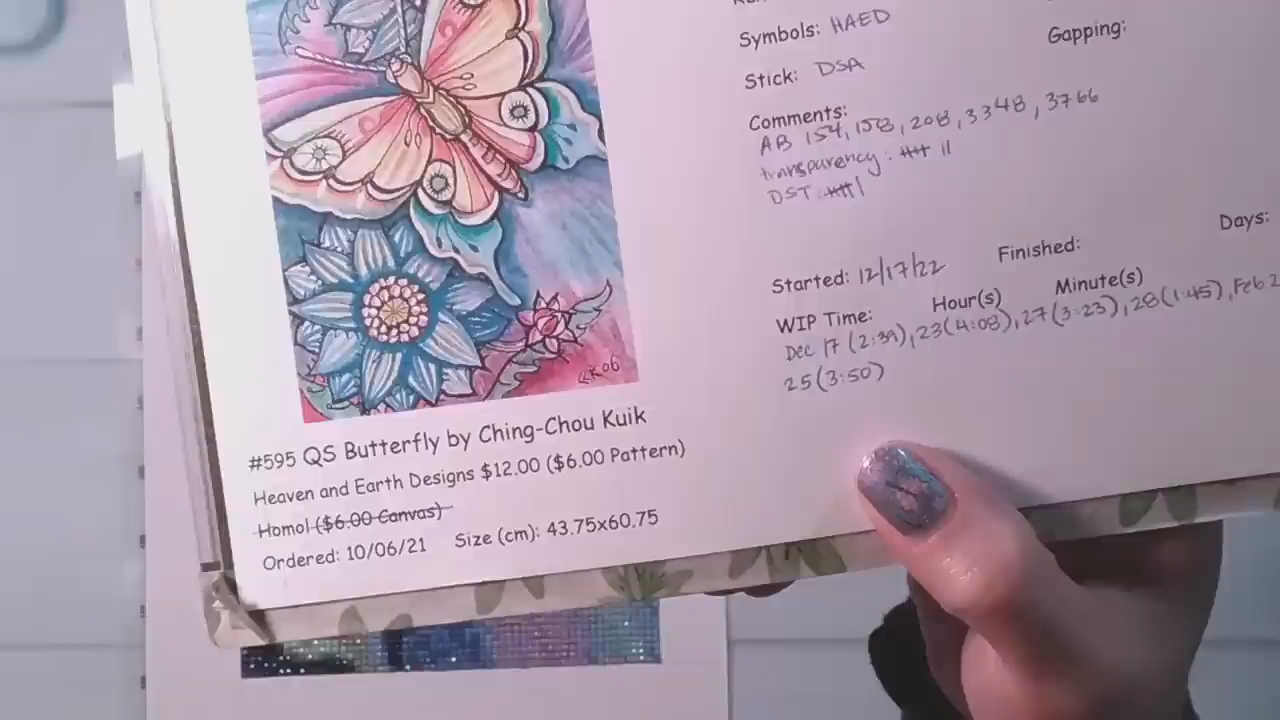 Symbols: HAED
Gapping:
Stick: DSA
Comments:
AB 154, 158, 208, 3348, 3766
transparency: 卌 ll
DST: 卌 l
Days:
Started: 12/17/22 Finished:
WIP Time: Hour(s) Minute(s)
Dec 17 (2:39), 23 (4:08), 27 (3:23), 28 (1:45), Feb 2
25 (3:50)
#595 QS Butterfly by Ching-Chou Kuik
Heaven and Earth Designs $12.00 ($6.00 Pattern)
Homol ($6.00 Canvas)
Ordered: 10/06/21 Size (cm): 43.75x60.75